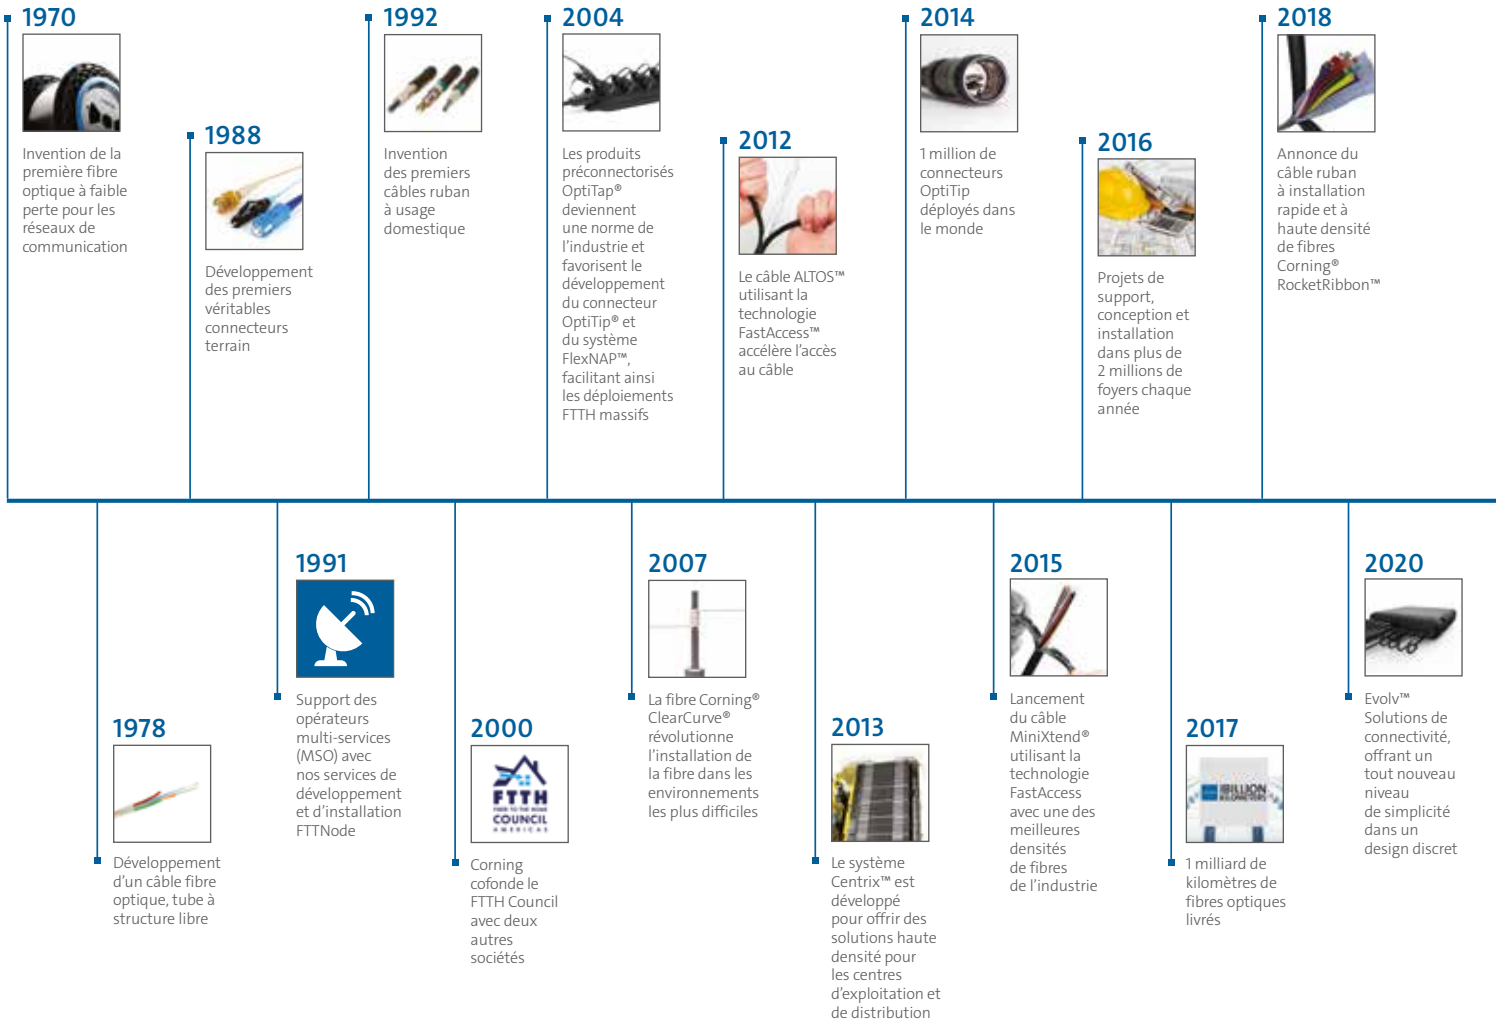 1970
Invention de la
première fibre
optique à faible
perte pour les
réseaux de
communication
1978
Développement
d'un câble fibre
optique, tube à
structure libre
1988
Développement
des premiers
véritables
connecteurs
terrain
1991
Support des
opérateurs
multi-services
(MSO) avec
nos services de
développement
et d'installation
FTTNode
1992
Invention
des premiers
câbles ruban
à usage
domestique
2000
FTTH
FIBER TO THE HOME
COUNCIL
AMERICAS
Corning
cofonde le
FTTH Council
avec deux
autres
sociétés
2004
Les produits
préconnectorisés
OptiTap®
deviennent
une norme de
l'industrie et
favorisent le
développement
du connecteur
OptiTip® et
du système
FlexNAP™,
facilitant ainsi
les déploiements
FTTH massifs
2007
La fibre Corning®
ClearCurve®
révolutionne
l'installation de
la fibre dans les
environnements
les plus difficiles
2012
Le câble ALTOS™
utilisant la
technologie
FastAccess™
accélère l'accès
au câble
2013
Le système
Centrix™ est
développé
pour offrir des
solutions haute
densité pour
les centres
d'exploitation et
de distribution
2014
1 million de
connecteurs
OptiTip
déployés dans
le monde
2015
Lancement
du câble
MiniXtend®
utilisant la
technologie
FastAccess
avec une des
meilleures
densités
de fibres
de l'industrie
2016
Projets de
support,
conception et
installation
dans plus de
2 millions de
foyers chaque
année
2017
1BILLION
1 milliard de
kilomètres de
fibres optiques
livrés
2018
Annonce du
câble ruban
à installation
rapide et à
haute densité
de fibres
Corning®
RocketRibbon™
2020
Evolv™
Solutions de
connectivité,
offrant un
tout nouveau
niveau
de simplicité
dans un
design discret